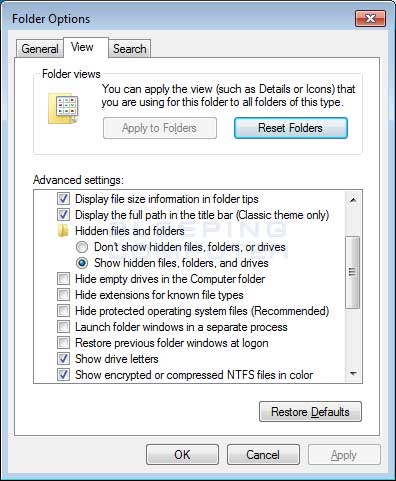 Folder Options
General
View
Search
Folder views
You can apply the view (such as Details or Icons) that
you are using for this folder to all folders of this type.
Apply to Folders
Reset Folders
Advanced settings:
Display file size information in folder tips
Display the full path in the title bar (Classic theme only)
Hidden files and folders
Don't show hidden files, folders, or drives
Show hidden files, folders, and drives
Hide empty drives in the Computer folder
Hide extensions for known file types
Hide protected operating system files (Recommended)
Launch folder windows in a separate process
Restore previous folder windows at logon
Show drive letters
Show encrypted or compressed NTFS files in color
Restore Defaults
OK
Cancel
Apply